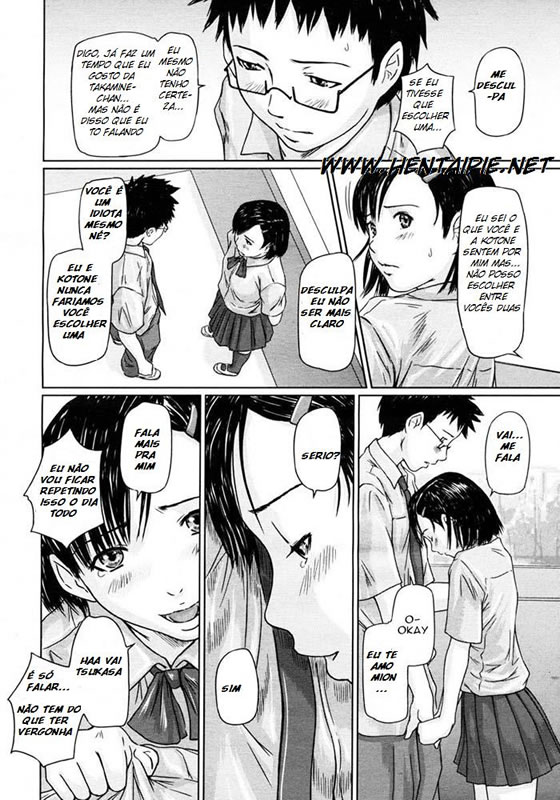 ME
DESCUL
-PA
SE EU
TIVESSE
QUE
ESCOLHER
UMA...
EU
MESMO
NÃO
TENHO
CERTE-
ZA...
DIGO, JÁ FAZ UM
TEMPO QUE EU
GOSTO DA
TAKAMINE-
CHAN...
MAS NÃO É
DISSO QUE EU
TO FALANDO
WWW.HENTAIPIE.NET
EU SEI O
QUE VOCÊ E
A KOTONE
SENTEM POR
MIM MAS...
NÃO POSSO
ESCOLHER
ENTRE
VOCÊS DUAS
DESCULPA
EU NÃO
SER MAIS
CLARO
VOCÊ É
UM
IDIOTA
MESMO
NÉ?
EU E
KOTONE
NUNCA
FARIAMOS
VOCÊ
ESCOLHER
UMA
VAI...
ME
FALA
O-
OKAY
EU TE
AMO
MION...
SERIO?
SIM
FALA
MAIS
PRA
MIM
EU NÃO
VOU FICAR
REPETINDO
ISSO O DIA
TODO
HAA VAI
TSUKASA
É SÓ
FALAR...
NÃO TEM DO
QUE TER
VERGONHA